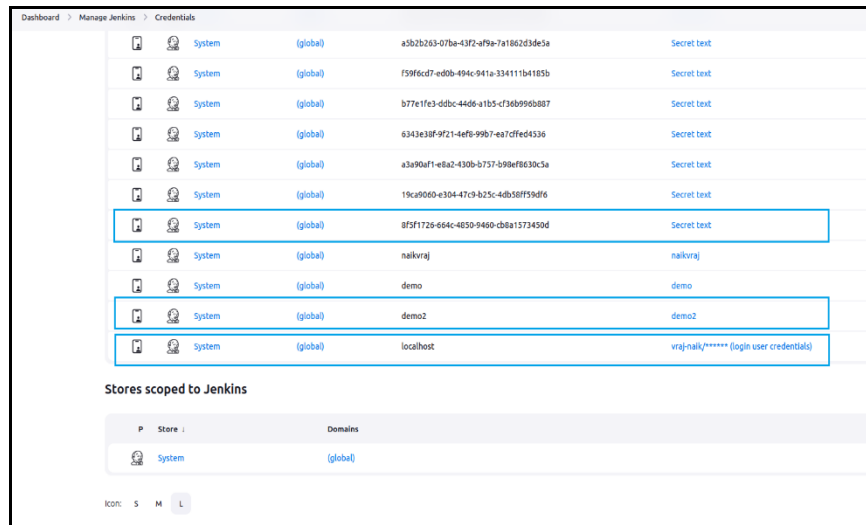 Dashboard > Manage Jenkins > Credentials
System (global) a5b2b263-07ba-43f2-af9a-7a1862d3de5a Secret text
System (global) f59f6cd7-ed0b-494c-941a-334111b4185b Secret text
System (global) b77e1fe3-ddbc-44d6-a1b5-cf36b996b887 Secret text
System (global) 6343e38f-9f21-4ef8-99b7-ea7cffed4536 Secret text
System (global) a3a90af1-e8a2-430b-b757-b98ef8630c5a Secret text
System (global) 19ca9060-e304-47c9-b25c-4db58ff59df6 Secret text
System (global) 8f5f1726-664c-4850-9460-cb8a1573450d Secret text
System (global) naikvraj naikvraj
System (global) demo demo
System (global) demo2 demo2
System (global) localhost vraj-naik/****** (login user credentials)
Stores scoped to Jenkins
P Store ↓ Domains
System (global)
Icon: S M L